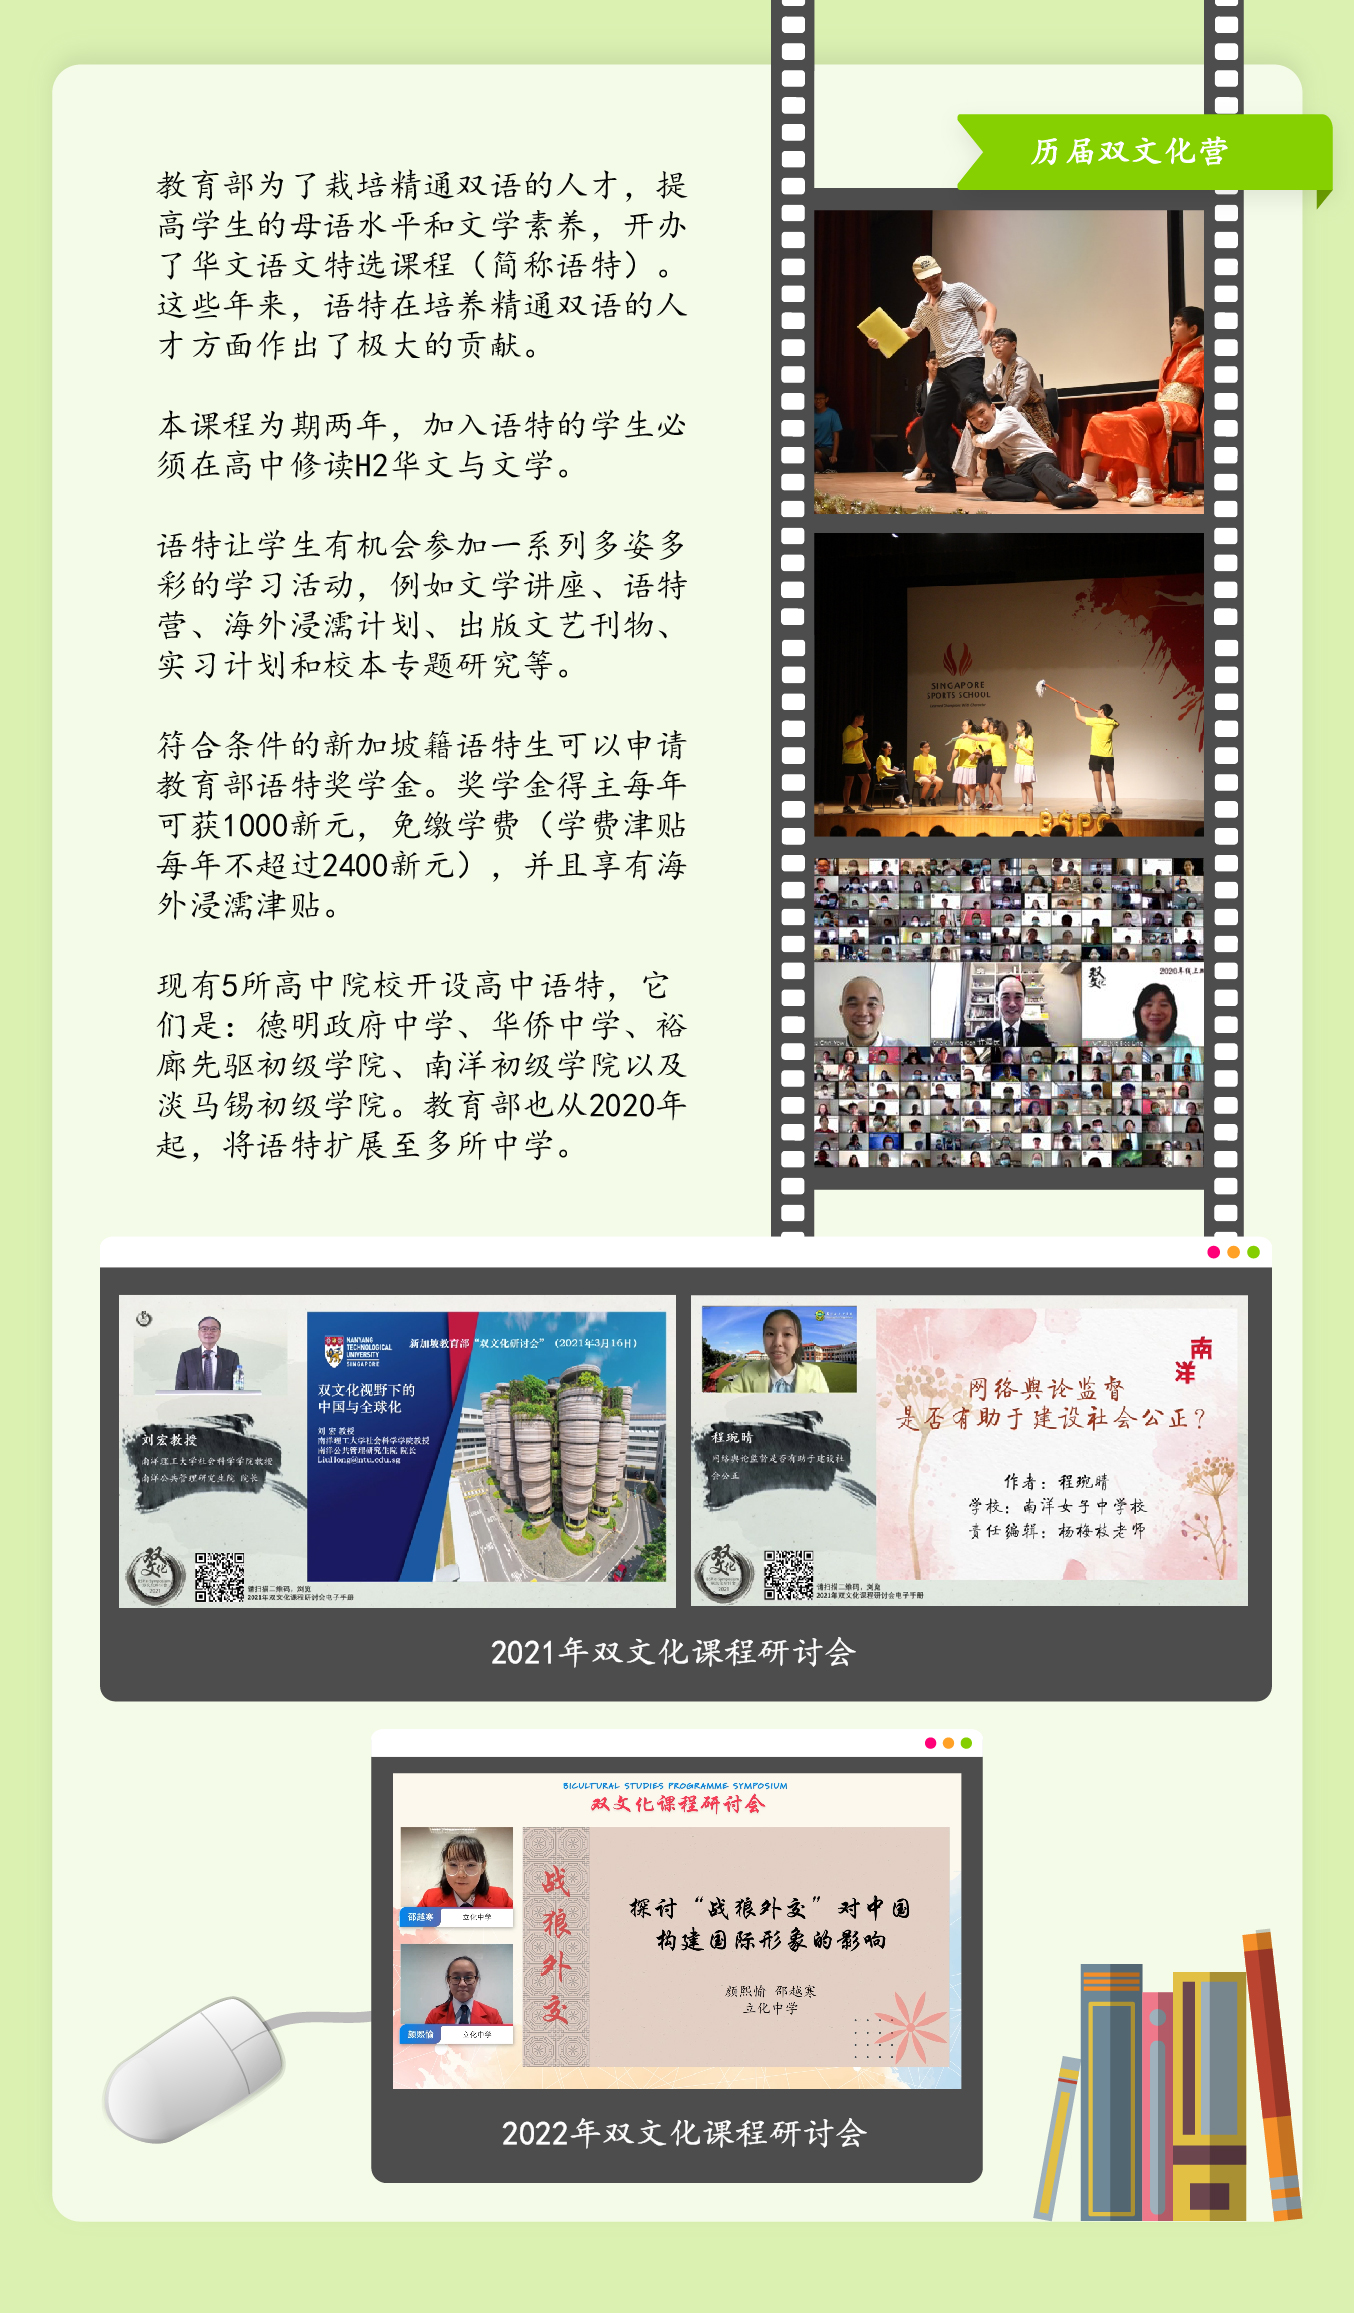 历届双文化营
教育部为了栽培精通双语的人才，提
高学生的母语水平和文学素养，开办
了华文语文特选课程（简称语特）。
这些年来，语特在培养精通双语的人
才方面作出了极大的贡献。
本课程为期两年，加入语特的学生必
须在高中修读H2华文与文学。
语特让学生有机会参加一系列多姿多
彩的学习活动，例如文学讲座、语特
营、海外浸濡计划、出版文艺刊物、
实习计划和校本专题研究等。
符合条件的新加坡籍语特生可以申请
教育部语特奖学金。奖学金得主每年
可获1000新元，免缴学费（学费津贴
每年不超过2400新元），并且享有海
外浸濡津贴。
现有5所高中院校开设高中语特，它
们是：德明政府中学、华侨中学、裕
廊先驱初级学院、南洋初级学院以及
淡马锡初级学院。教育部也从2020年
起，将语特扩展至多所中学。
SINGAPORE
SPORTS SCHOOL
BSPC
双文化
2020年线上
刘宏教授
南洋理工大学社会科学学院教授
南洋公共管理研究生院 院长
NANYANG
TECHNOLOGICAL
UNIVERSITY
SINGAPORE
新加坡教育部“双文化研讨会”（2021年3月16日）
双文化视野下的
中国与全球化
刘 宏 教授
南洋理工大学社会科学学院教授
南洋公共管理研究生院 院长
LiuHong@ntu.edu.sg
双文化
2021
请扫描二维码，浏览
2021年双文化课程研讨会电子手册
程琬晴
网络舆论监督是否有助于建设社
会公正
南洋
网络舆论监督
是否有助于建设社会公正？
作者：程琬晴
学校：南洋女子中学校
责任编辑：杨梅枝老师
双文化
2021
请扫描二维码，浏览
2021年双文化课程研讨会电子手册
2021年双文化课程研讨会
BICULTURAL STUDIES PROGRAMME SYMPOSIUM
双文化课程研讨会
邵越寒
立化中学
颜熙愉
立化中学
战狼外交
探讨“战狼外交”对中国
构建国际形象的影响
颜熙愉 邵越寒
立化中学
2022年双文化课程研讨会